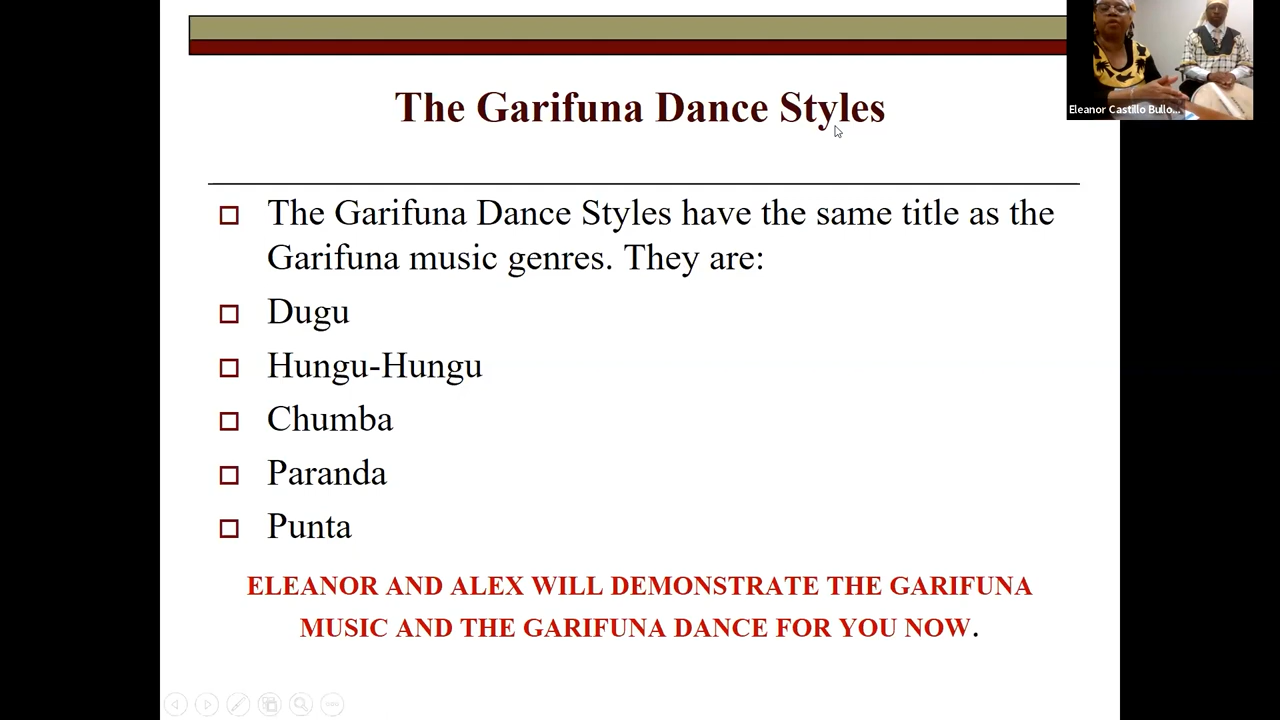 Eleanor Castillo Bullo...
The Garifuna Dance Styles
The Garifuna Dance Styles have the same title as the
Garifuna music genres. They are:
Dugu
Hungu-Hungu
Chumba
Paranda
Punta
ELEANOR AND ALEX WILL DEMONSTRATE THE GARIFUNA
MUSIC AND THE GARIFUNA DANCE FOR YOU NOW.